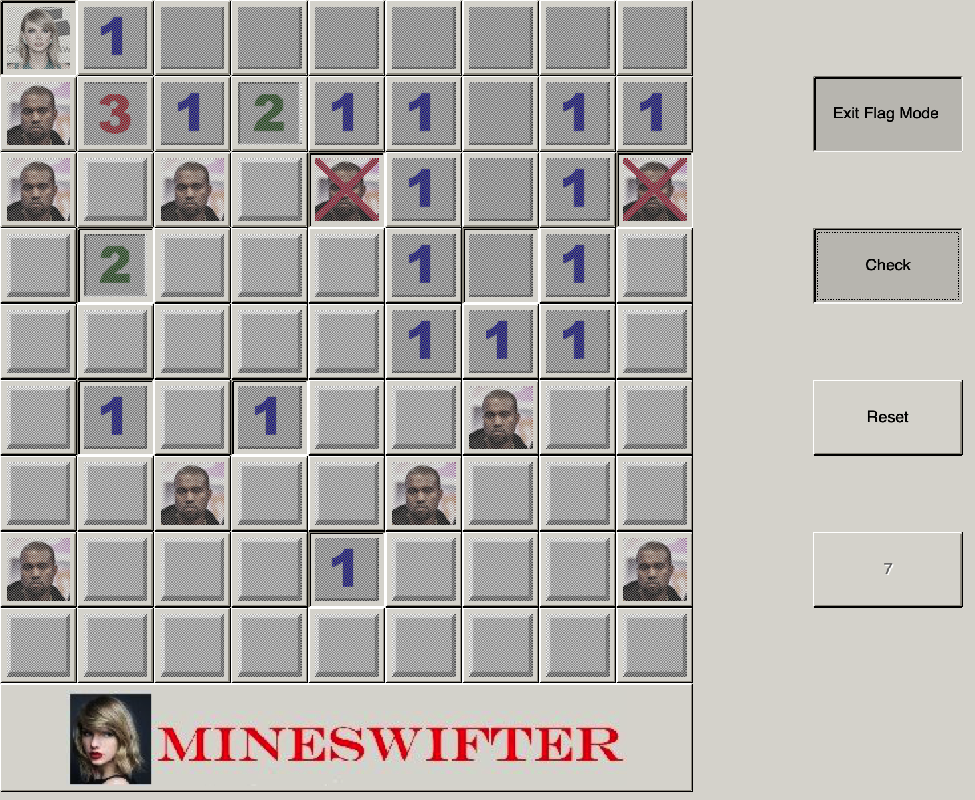 1
3 1 2 1 1 1 1
Exit Flag Mode
1 1
2 1 1
Check
1 1 1
1 1
Reset
1
7
MINESWIFTER